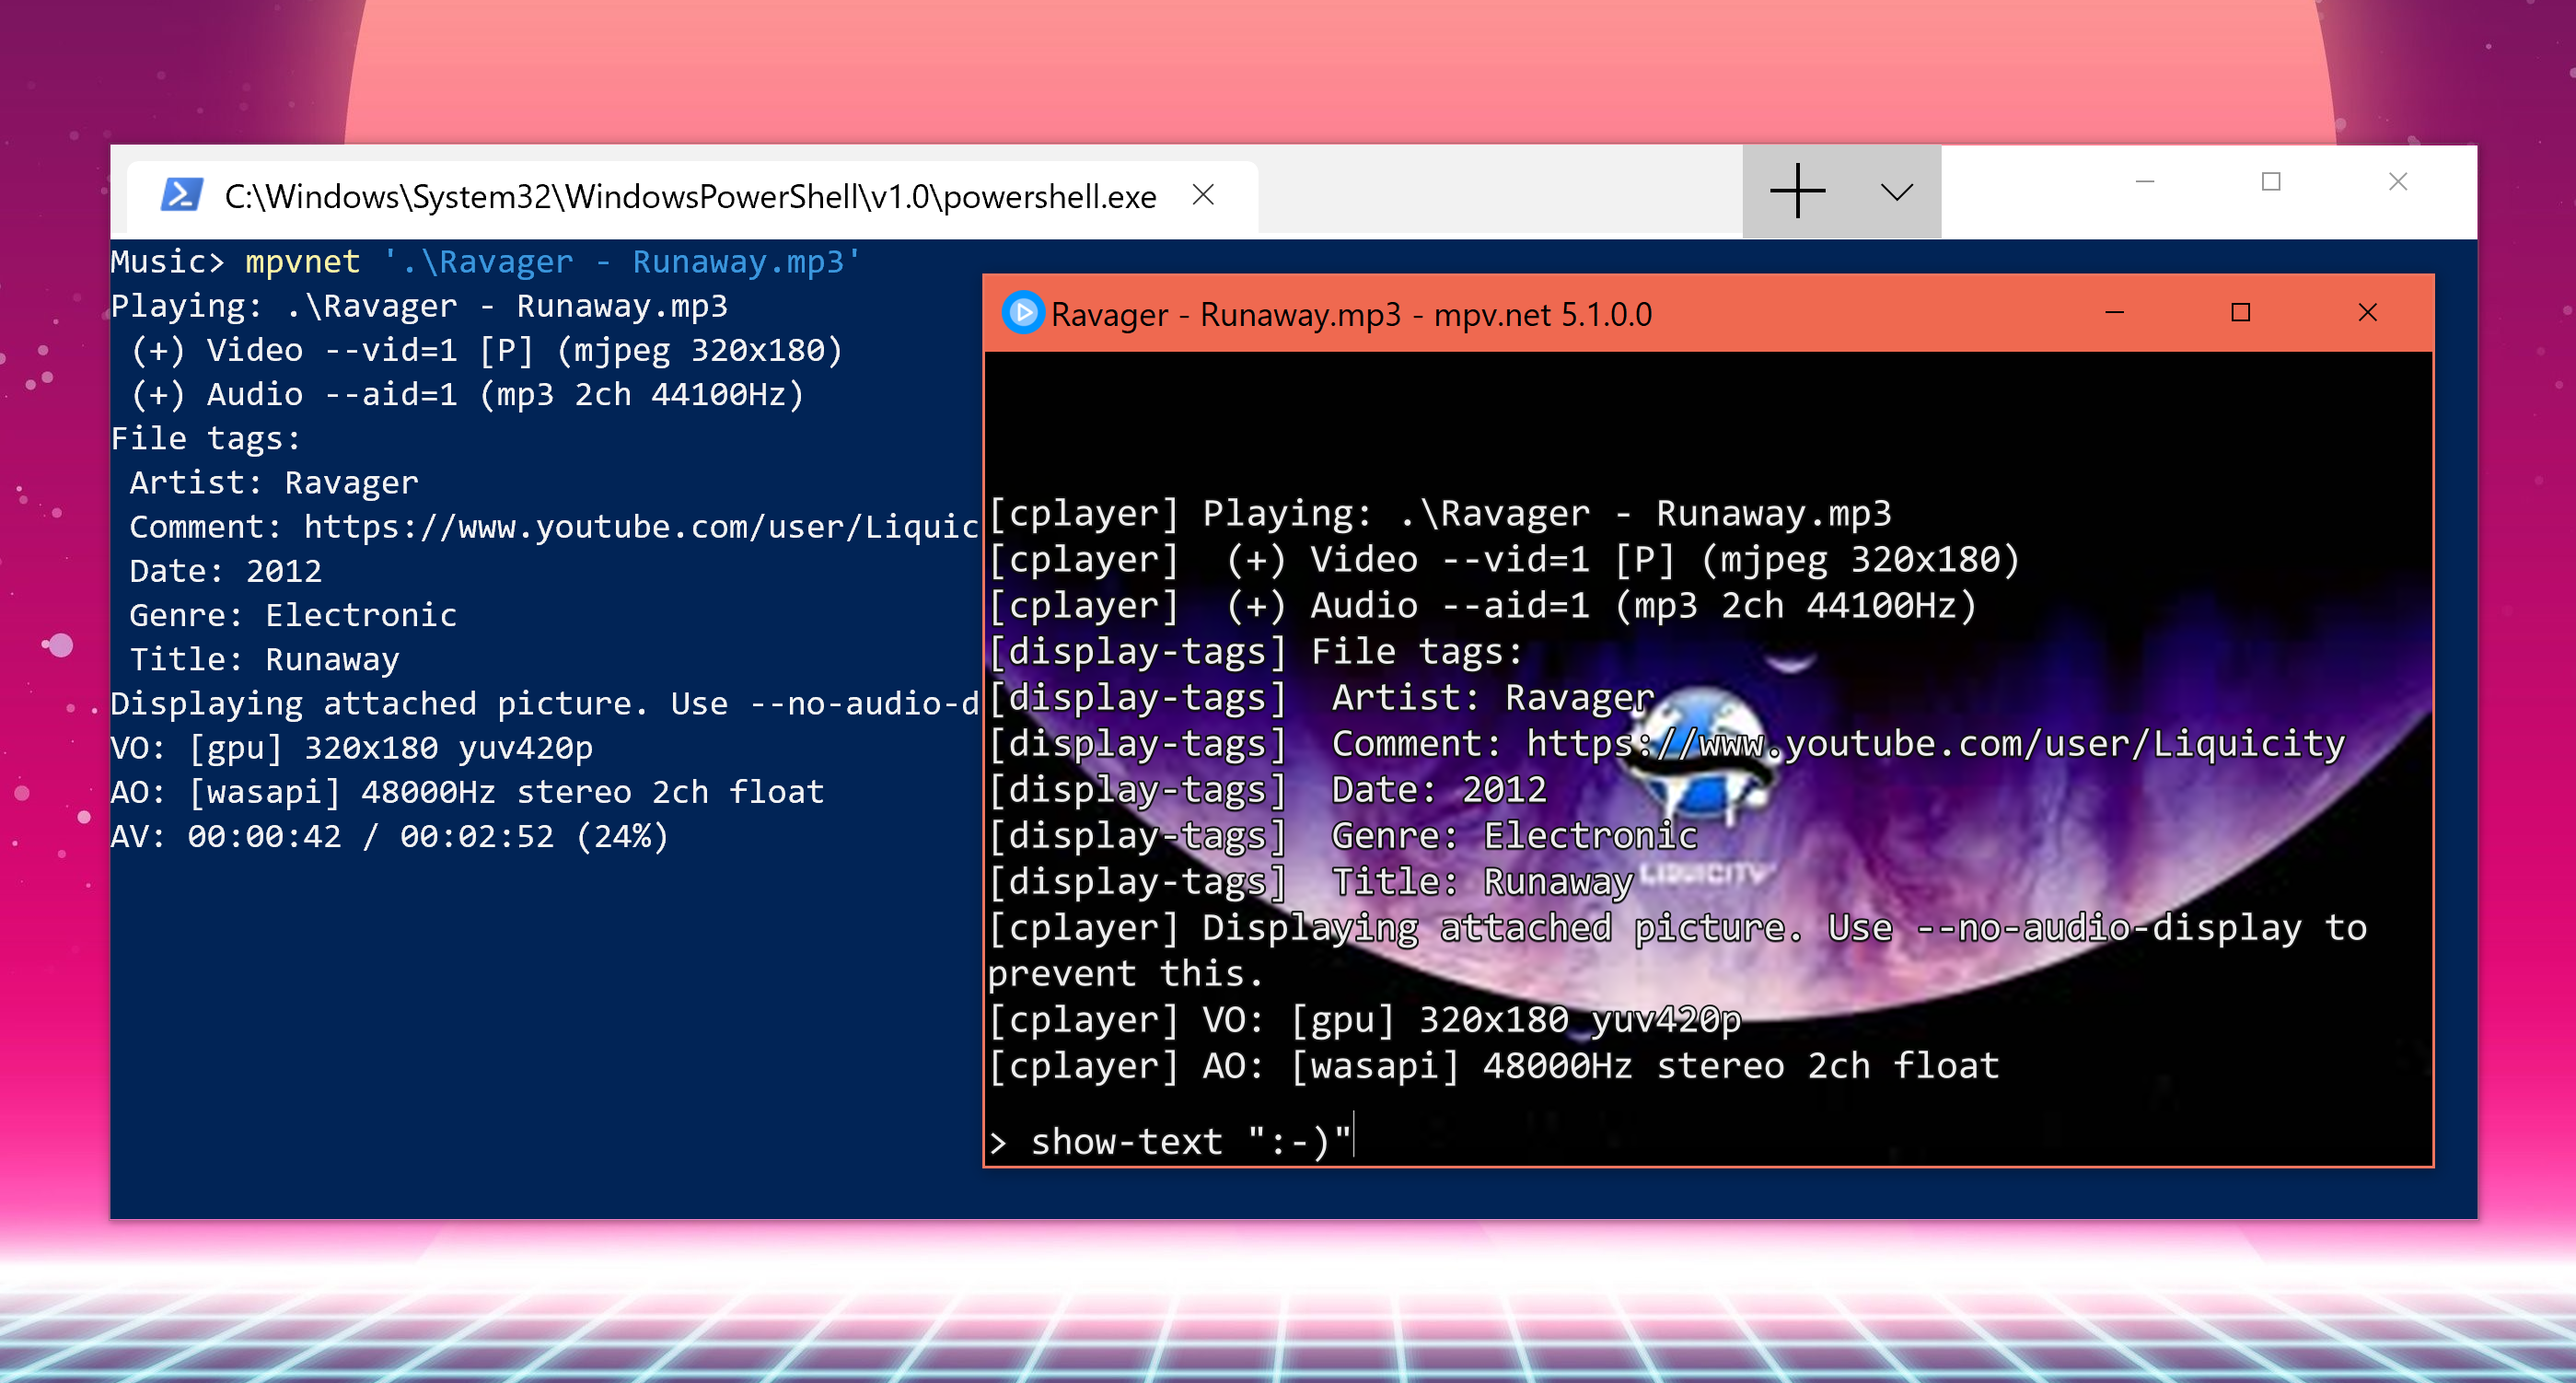 C:\Windows\System32\WindowsPowerShell\v1.0\powershell.exe
Music> mpvnet '.\Ravager - Runaway.mp3'
Playing: .\Ravager - Runaway.mp3
(+) Video --vid=1 [P] (mjpeg 320x180)
(+) Audio --aid=1 (mp3 2ch 44100Hz)
File tags:
Artist: Ravager
Comment: https://www.youtube.com/user/Liquic
Date: 2012
Genre: Electronic
Title: Runaway
Displaying attached picture. Use --no-audio-d
VO: [gpu] 320x180 yuv420p
AO: [wasapi] 48000Hz stereo 2ch float
AV: 00:00:42 / 00:02:52 (24%)
Ravager - Runaway.mp3 - mpv.net 5.1.0.0
[cplayer] Playing: .\Ravager - Runaway.mp3
[cplayer]  (+) Video --vid=1 [P] (mjpeg 320x180)
[cplayer]  (+) Audio --aid=1 (mp3 2ch 44100Hz)
[display-tags] File tags:
[display-tags]  Artist: Ravager
[display-tags]  Comment: https://www.youtube.com/user/Liquicity
[display-tags]  Date: 2012
[display-tags]  Genre: Electronic
[display-tags]  Title: Runaway
LIQUICITY
[cplayer] Displaying attached picture. Use --no-audio-display to
prevent this.
[cplayer] VO: [gpu] 320x180 yuv420p
[cplayer] AO: [wasapi] 48000Hz stereo 2ch float
> show-text ":-)"